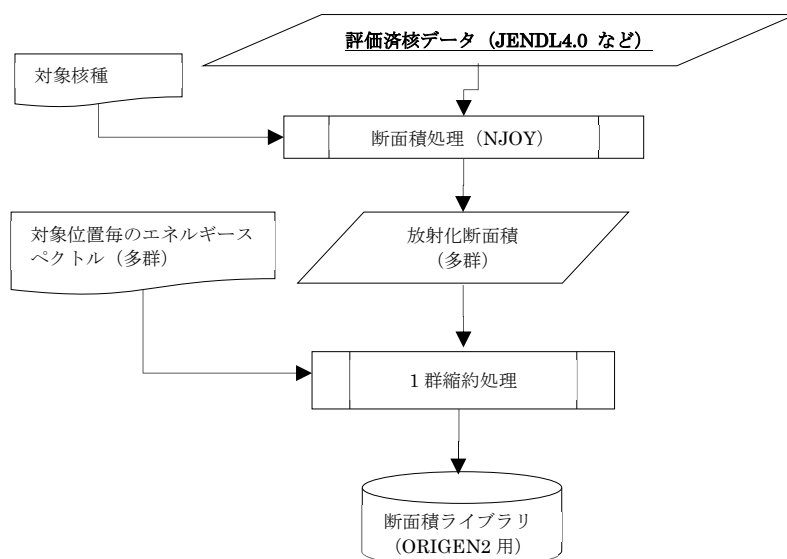 評価済核データ（JENDL4.0 など）
対象核種
断面積処理（NJOY）
対象位置毎のエネルギース
ペクトル（多群）
放射化断面積
（多群）
1 群縮約処理
断面積ライブラリ
（ORIGEN2 用）